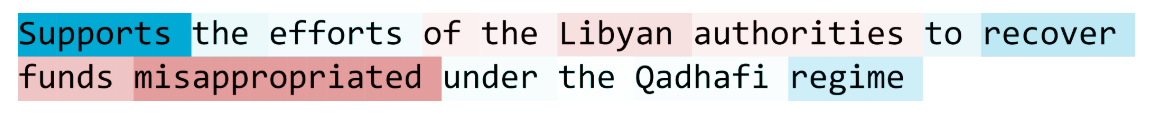 Supports the efforts of the Libyan authorities to recover
funds misappropriated under the Qadhafi regime